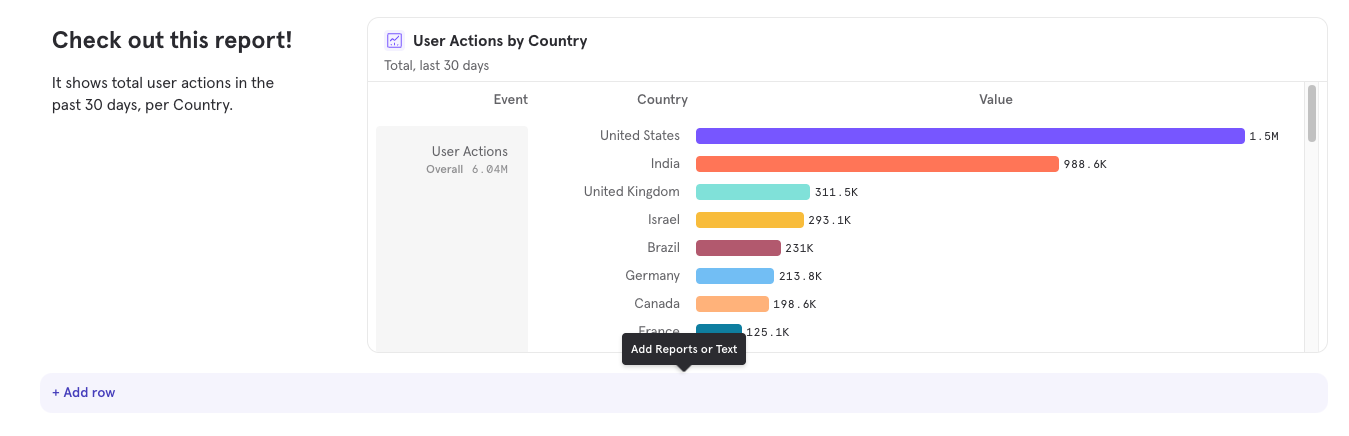 Check out this report!
It shows total user actions in the
past 30 days, per Country.
User Actions by Country
Total, last 30 days
Event Country Value
User Actions
Overall 6.04M
United States 1.5M
India 988.6K
United Kingdom 311.5K
Israel 293.1K
Brazil 231K
Germany 213.8K
Canada 198.6K
France 125.1K
Add Reports or Text
+ Add row